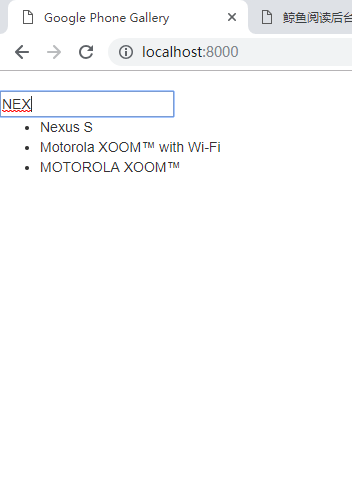 Google Phone Gallery
鲸鱼阅读后台
localhost:8000
NEX
Nexus S
Motorola XOOM™ with Wi-Fi
MOTOROLA XOOM™